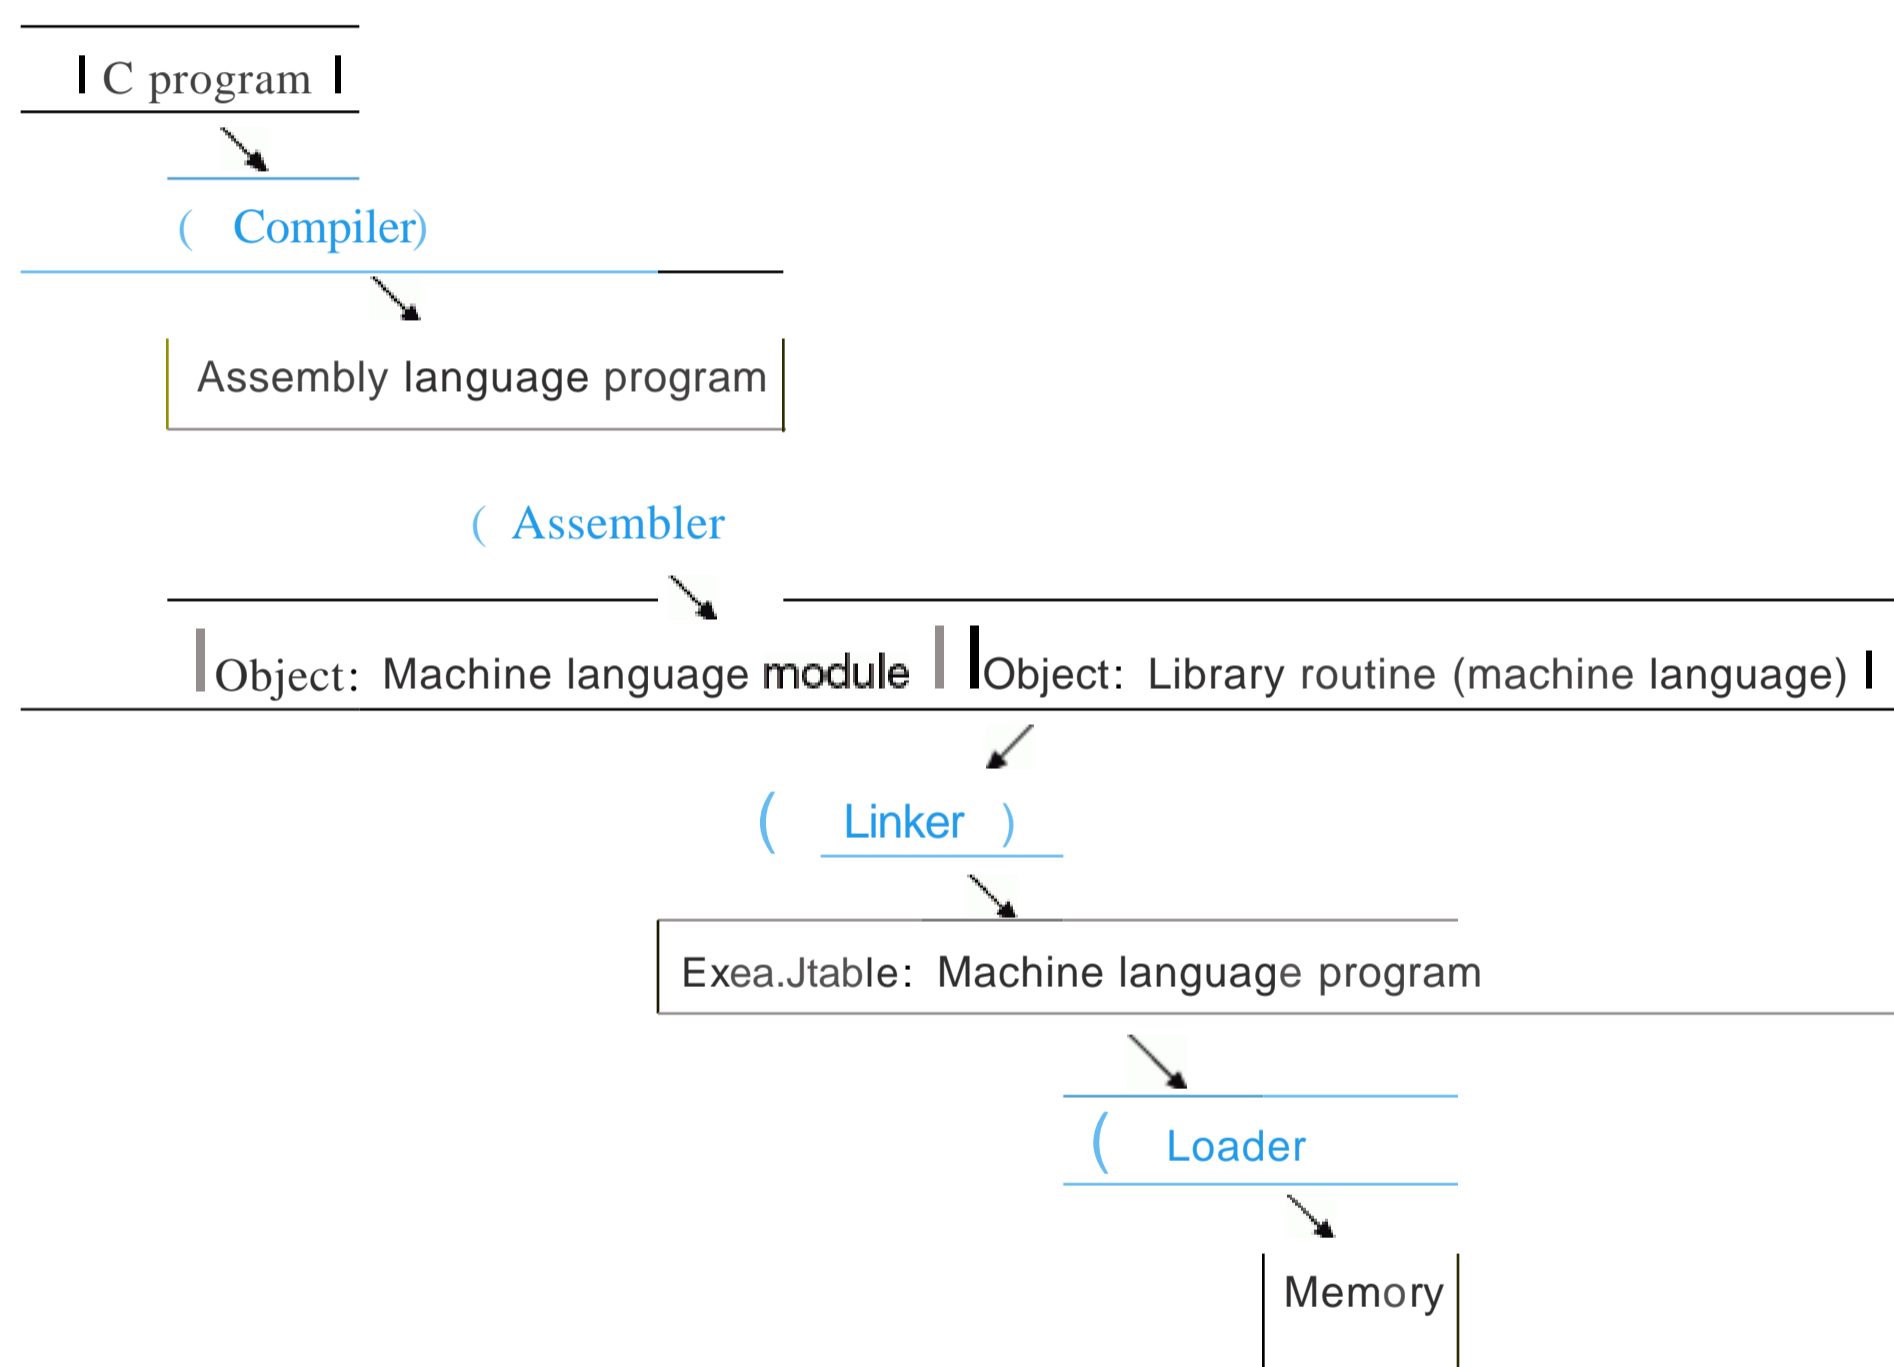 | C program |
( Compiler)
Assembly language program
( Assembler
Object: Machine language module | |Object: Library routine (machine language) |
( Linker )
Exea.Jtable: Machine language program
( Loader
Memory